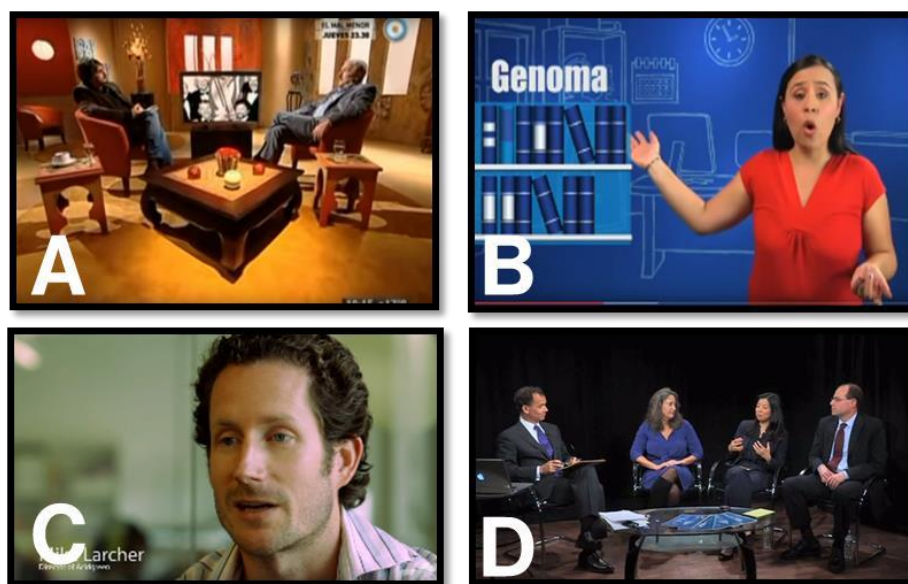 EL MAL MENOR
JUEVES 23.30
A
Genoma
B
C
Larcher
D